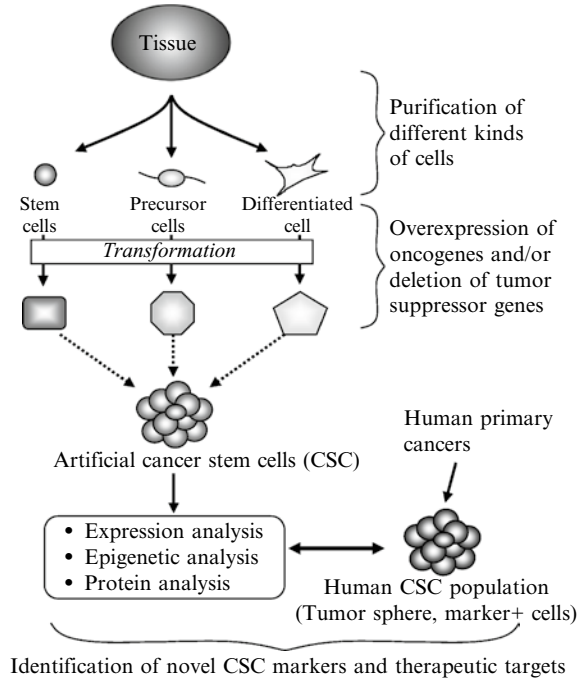 Tissue
Purification of
different kinds
of cells
Stem
cells
Precursor
cells
Differentiated
cell
Transformation
Overexpression of
oncogenes and/or
deletion of tumor
suppressor genes
Artificial cancer stem cells (CSC)
Human primary
cancers
• Expression analysis
• Epigenetic analysis
• Protein analysis
Human CSC population
(Tumor sphere, marker+ cells)
Identification of novel CSC markers and therapeutic targets